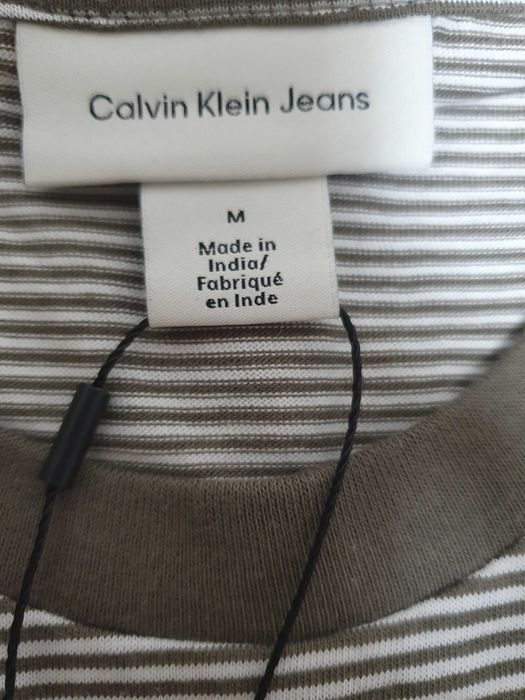 Calvin Klein Jeans
M
Made in
India/
Fabriqué
en Inde